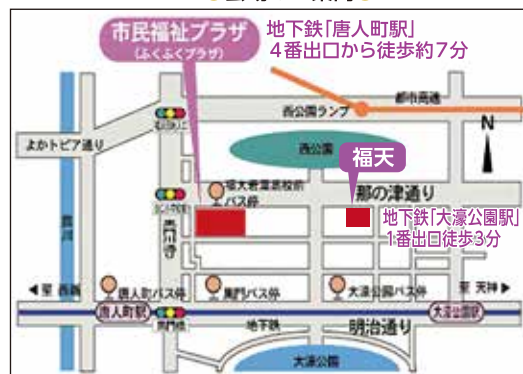 市民福祉プラザ
(ふくふくプラザ)
地下鉄「唐人町駅」
4番出口から徒歩約7分
都市高速
西公園ランプ
N
よかトピア通り
西公園
福天
那の津通り
福大若葉高校前
バス停
地下鉄「大濠公園駅」
1番出口徒歩3分
黒門川
◀至 西新
唐人町バス停
黒門バス停
大濠公園バス停
至 天神▶
唐人町駅
黒門橋
地下鉄
明治通り
大濠公園駅
大濠公園